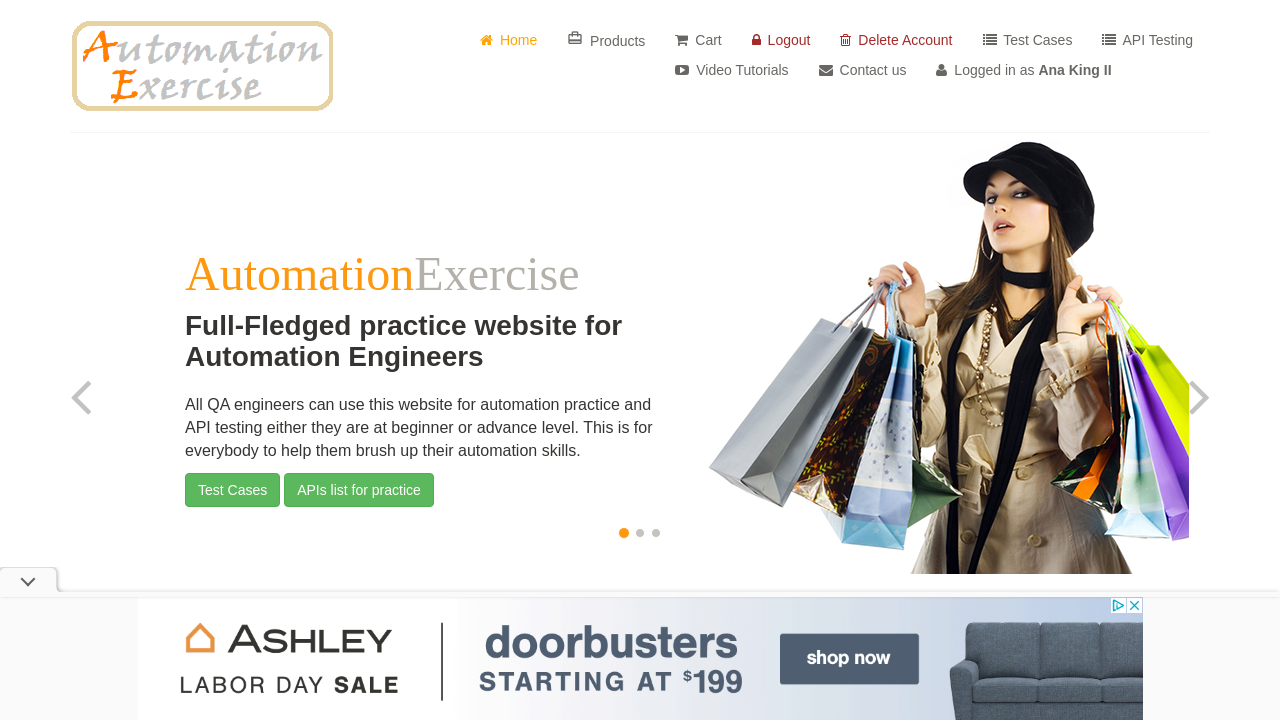 Automation
Exercise
Home Products Cart Logout Delete Account Test Cases API Testing
Video Tutorials Contact us Logged in as Ana King II
AutomationExercise
Full-Fledged practice website for
Automation Engineers
All QA engineers can use this website for automation practice and
API testing either they are at beginner or advance level. This is for
everybody to help them brush up their automation skills.
Test Cases APIs list for practice
ASHLEY
LABOR DAY SALE
doorbusters
STARTING AT $199
shop now